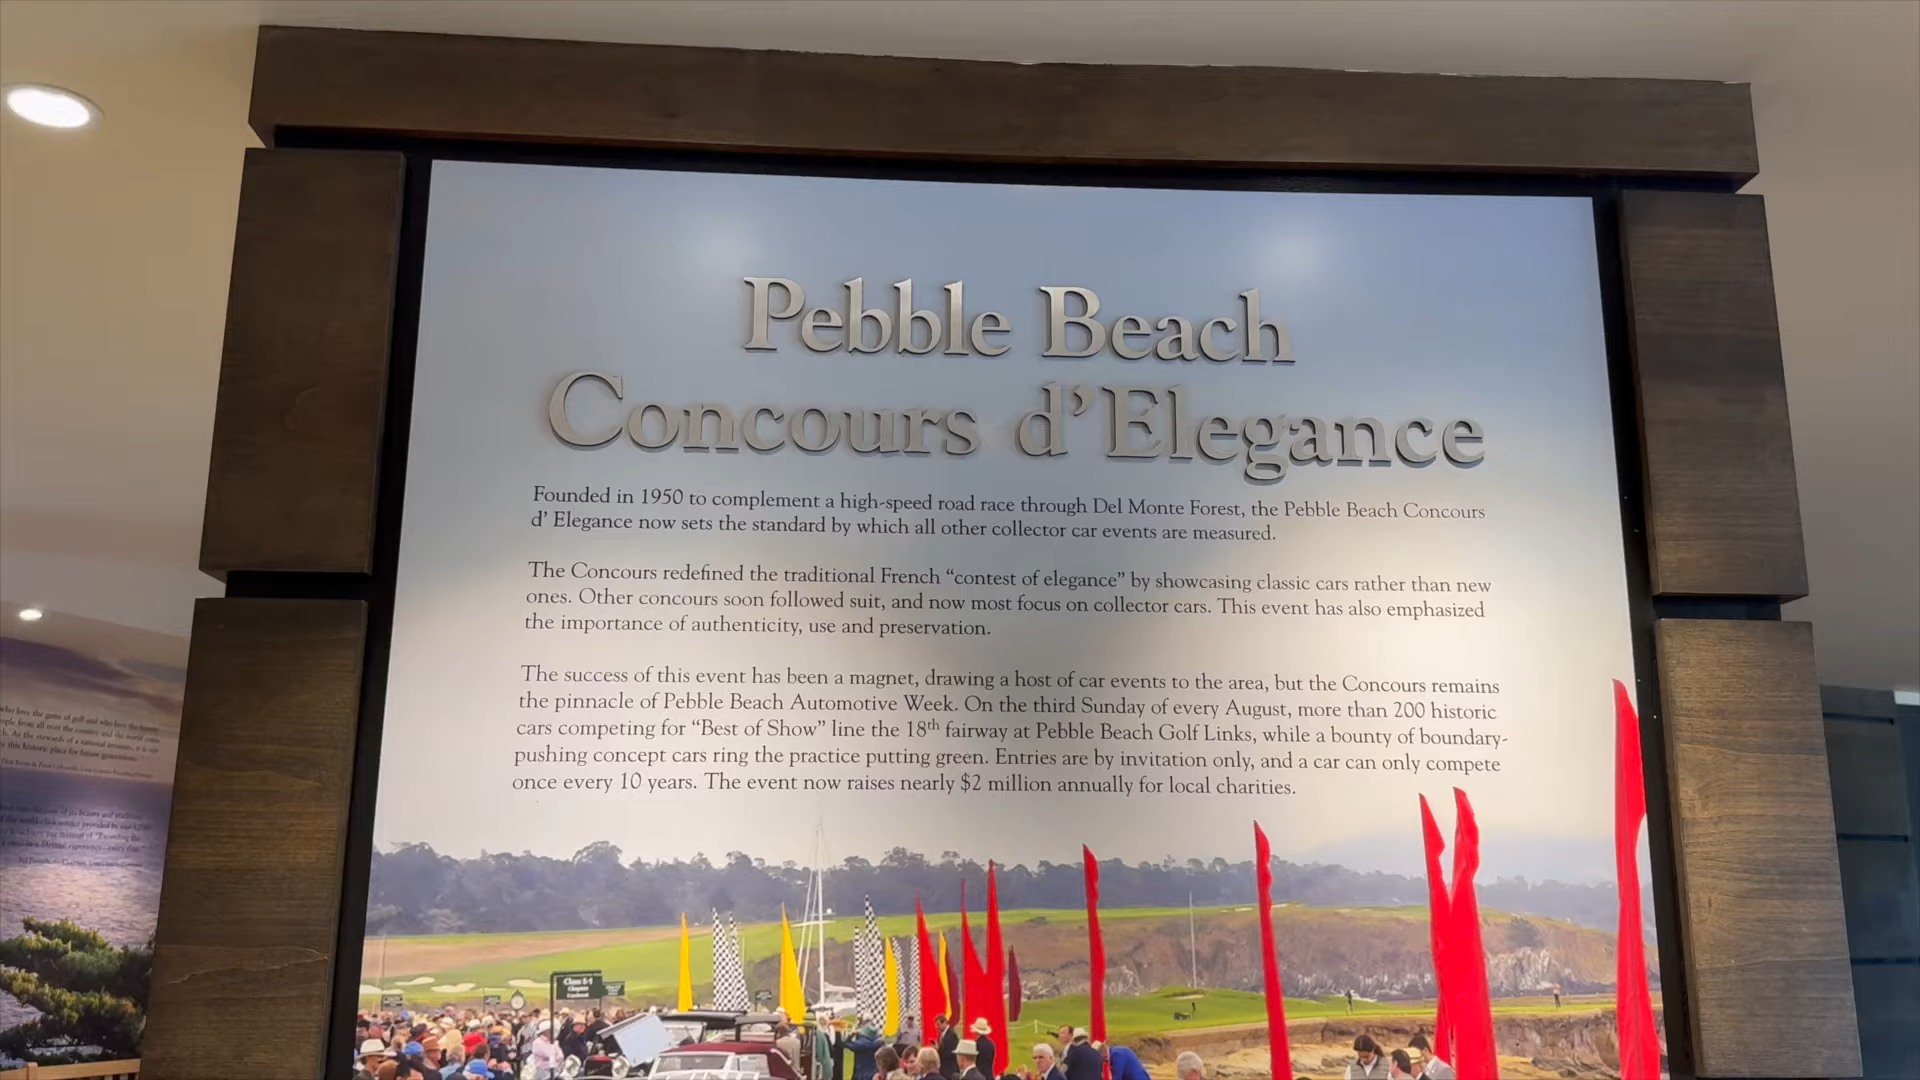 Pebble Beach
Concours d'Elegance
Founded in 1950 to complement a high-speed road race through Del Monte Forest, the Pebble Beach Concours
d' Elegance now sets the standard by which all other collector car events are measured.
The Concours redefined the traditional French “contest of elegance” by showcasing classic cars rather than new
ones. Other concours soon followed suit, and now most focus on collector cars. This event has also emphasized
the importance of authenticity, use and preservation.
The success of this event has been a magnet, drawing a host of car events to the area, but the Concours remains
the pinnacle of Pebble Beach Automotive Week. On the third Sunday of every August, more than 200 historic
cars competing for “Best of Show” line the 18th fairway at Pebble Beach Golf Links, while a bounty of boundary-
pushing concept cars ring the practice putting green. Entries are by invitation only, and a car can only compete
once every 10 years. The event now raises nearly $2 million annually for local charities.